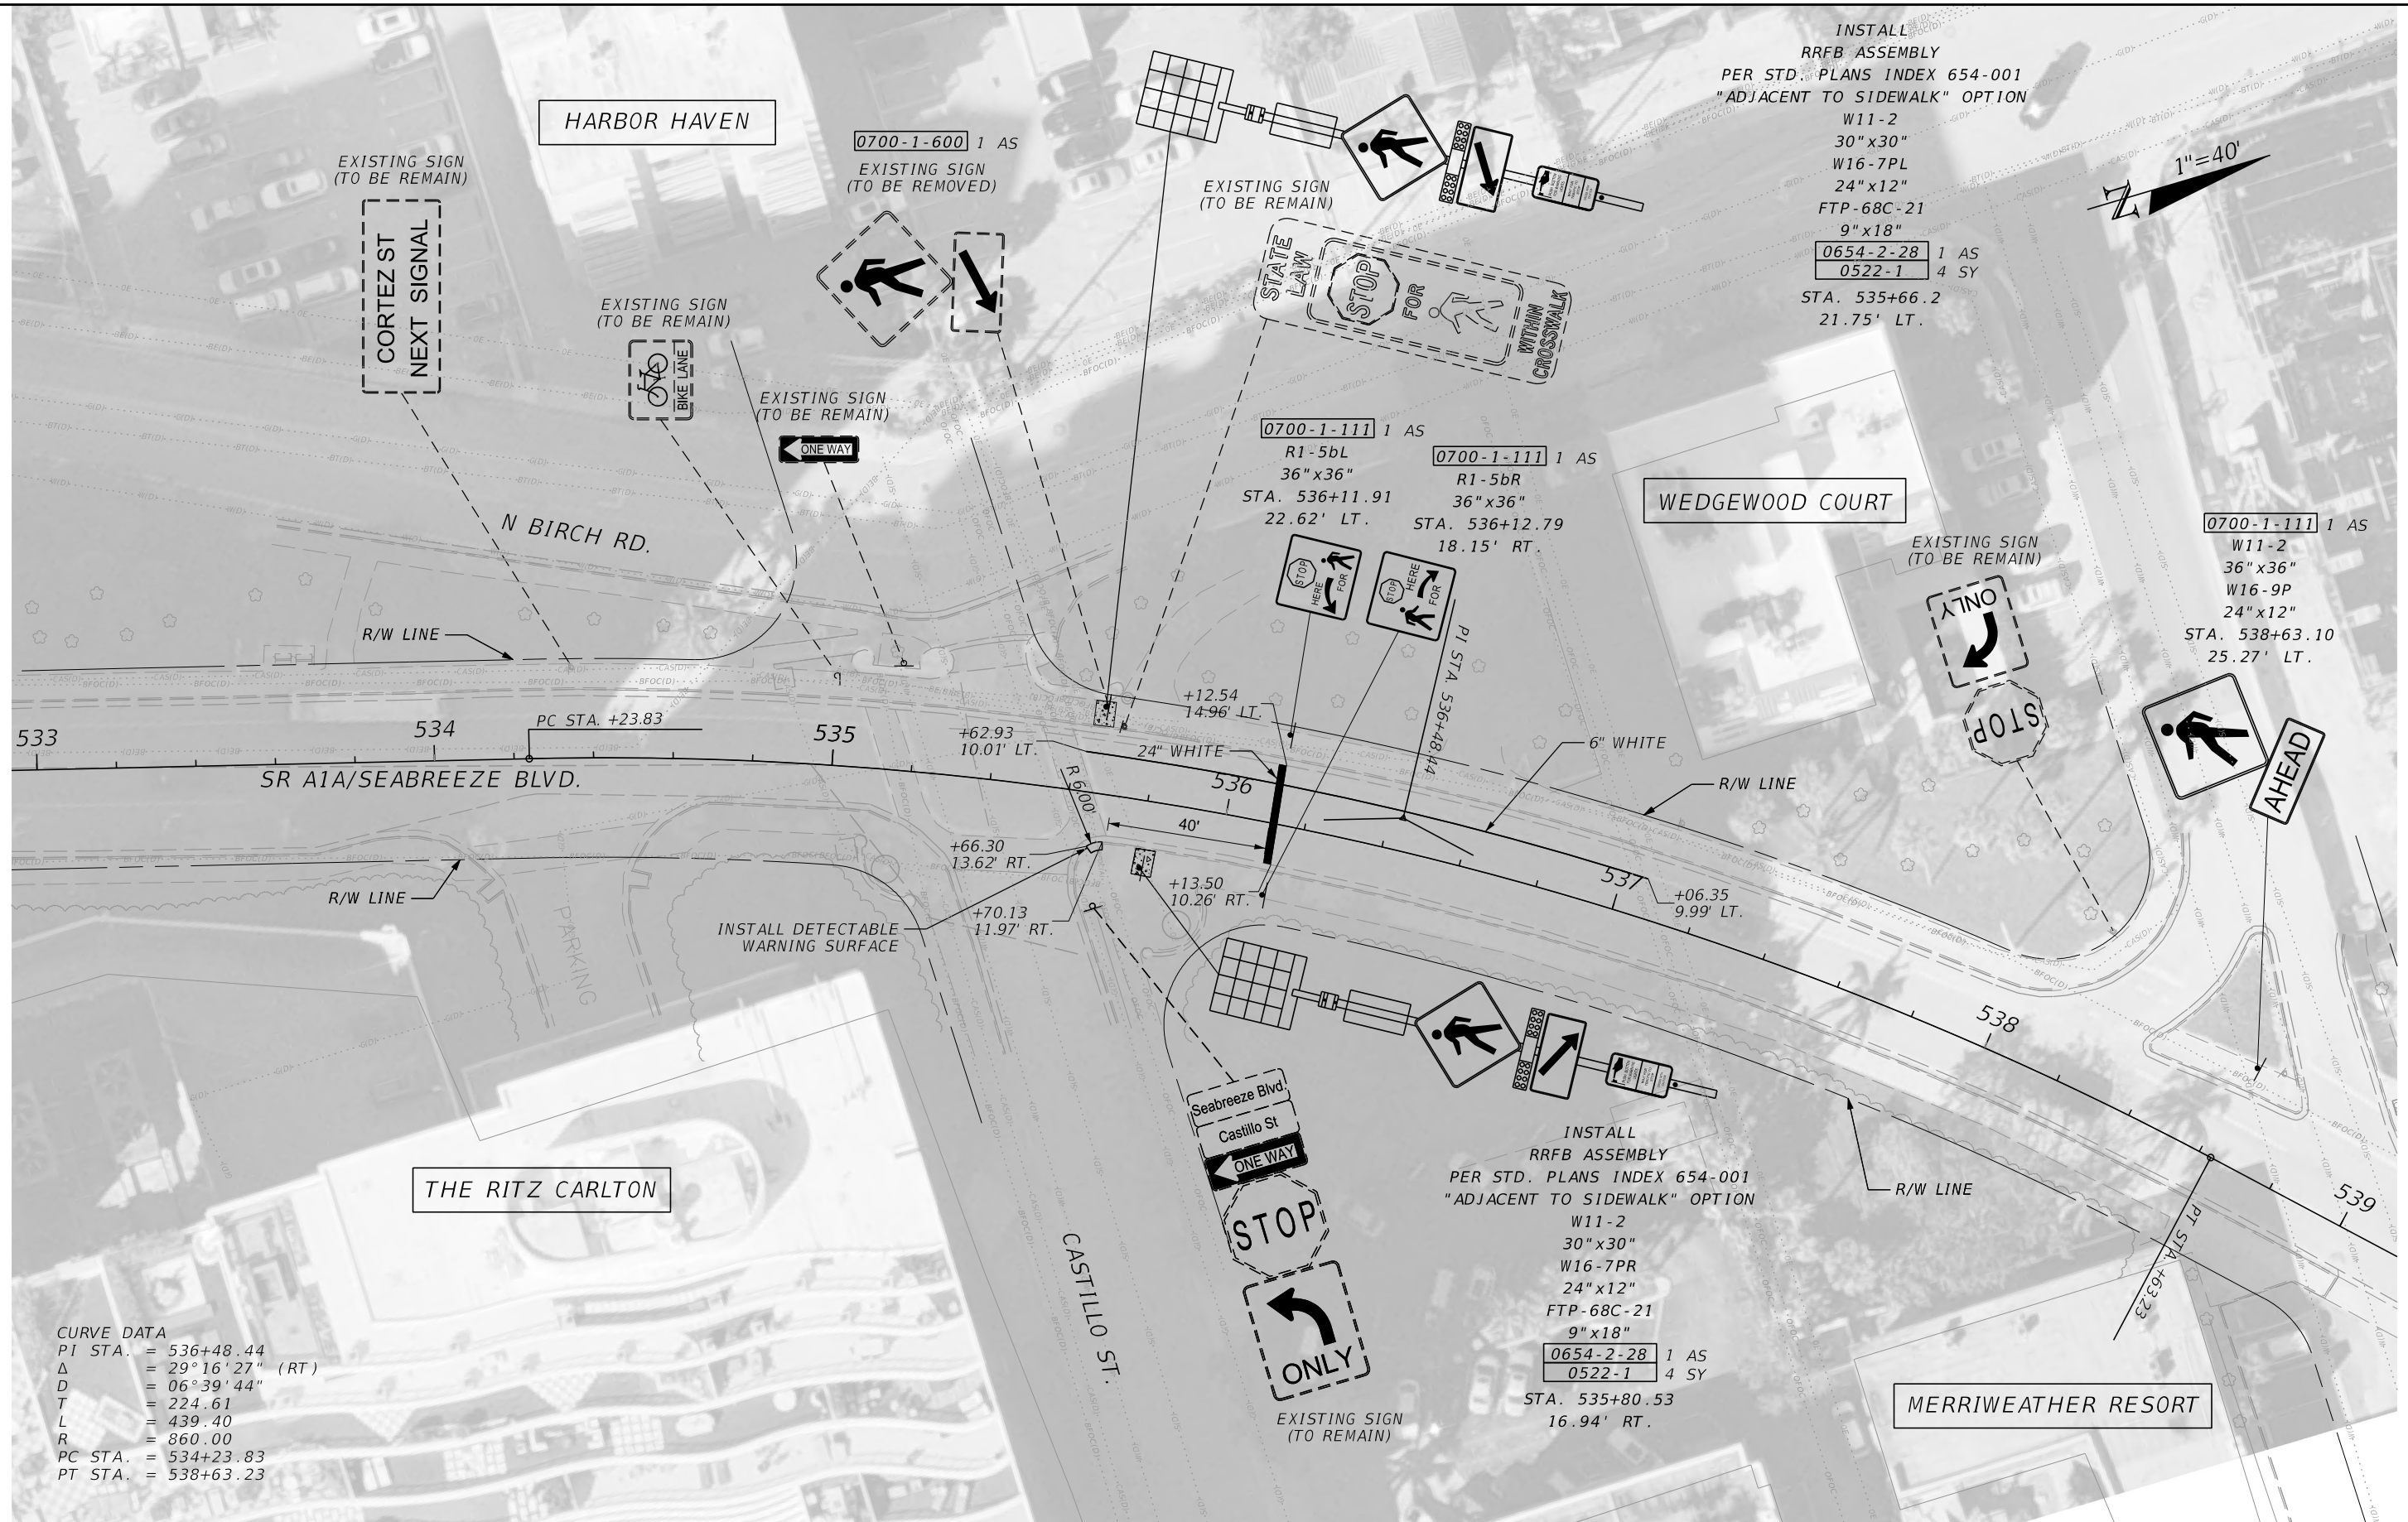 INSTALL
RRFB ASSEMBLY
PER STD. PLANS INDEX 654-001
"ADJACENT TO SIDEWALK" OPTION
W11-2
30"x30"
W16-7PL
24"x12"
FTP-68C-21
9"x18"
0654-2-28 1 AS
0522-1 4 SY
STA. 535+66.2
21.75' LT.
1"=40'
N
HARBOR HAVEN
EXISTING SIGN
(TO BE REMAIN)
CORTEZ ST
NEXT SIGNAL
0700-1-600 1 AS
EXISTING SIGN
(TO BE REMOVED)
EXISTING SIGN
(TO BE REMAIN)
BIKE LANE
EXISTING SIGN
(TO BE REMAIN)
ONE WAY
EXISTING SIGN
(TO BE REMAIN)
STATE
LAW
STOP
FOR
WITHIN
CROSSWALK
0700-1-111 1 AS
R1-5bL
36"x36"
STA. 536+11.91
22.62' LT.
0700-1-111 1 AS
R1-5bR
36"x36"
STA. 536+12.79
18.15' RT.
STOP
HERE
FOR
STOP
HERE
FOR
WEDGEWOOD COURT
EXISTING SIGN
(TO BE REMAIN)
ONLY
STOP
0700-1-111 1 AS
W11-2
36"x36"
W16-9P
24"x12"
STA. 538+63.10
25.27' LT.
AHEAD
N BIRCH RD.
R/W LINE
PI STA. 536+48.44
+12.54
14.96' LT.
+62.93
10.01' LT.
24" WHITE
6" WHITE
R/W LINE
533
534
PC STA. +23.83
535
536
537
538
539
SR A1A/SEABREEZE BLVD.
R 6.00'
40'
+66.30
13.62' RT.
+13.50
10.26' RT.
+06.35
9.99' LT.
R/W LINE
+70.13
11.97' RT.
INSTALL DETECTABLE
WARNING SURFACE
PARKING
THE RITZ CARLTON
CASTILLO ST.
Seabreeze Blvd
Castillo St
ONE WAY
STOP
ONLY
EXISTING SIGN
(TO REMAIN)
INSTALL
RRFB ASSEMBLY
PER STD. PLANS INDEX 654-001
"ADJACENT TO SIDEWALK" OPTION
W11-2
30"x30"
W16-7PR
24"x12"
FTP-68C-21
9"x18"
0654-2-28 1 AS
0522-1 4 SY
STA. 535+80.53
16.94' RT.
R/W LINE
PT STA. +63.23
MERRIWEATHER RESORT
CURVE DATA
PI STA. = 536+48.44
Δ = 29°16'27" (RT)
D = 06°39'44"
T = 224.61
L = 439.40
R = 860.00
PC STA. = 534+23.83
PT STA. = 538+63.23